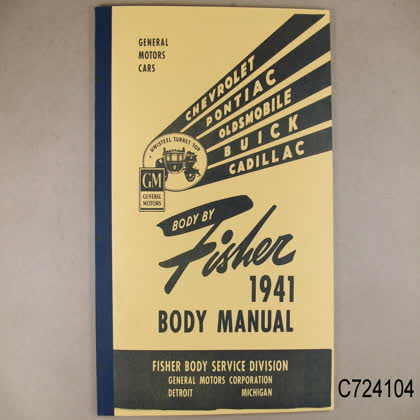 GENERAL
MOTORS
CARS
CHEVROLET
PONTIAC
OLDSMOBILE
BUICK
CADILLAC
UNISTEEL TURRET TOP
GM
GENERAL
MOTORS
BODY BY
Fisher
1941
BODY MANUAL
FISHER BODY SERVICE DIVISION
GENERAL MOTORS CORPORATION
DETROIT MICHIGAN
C724104